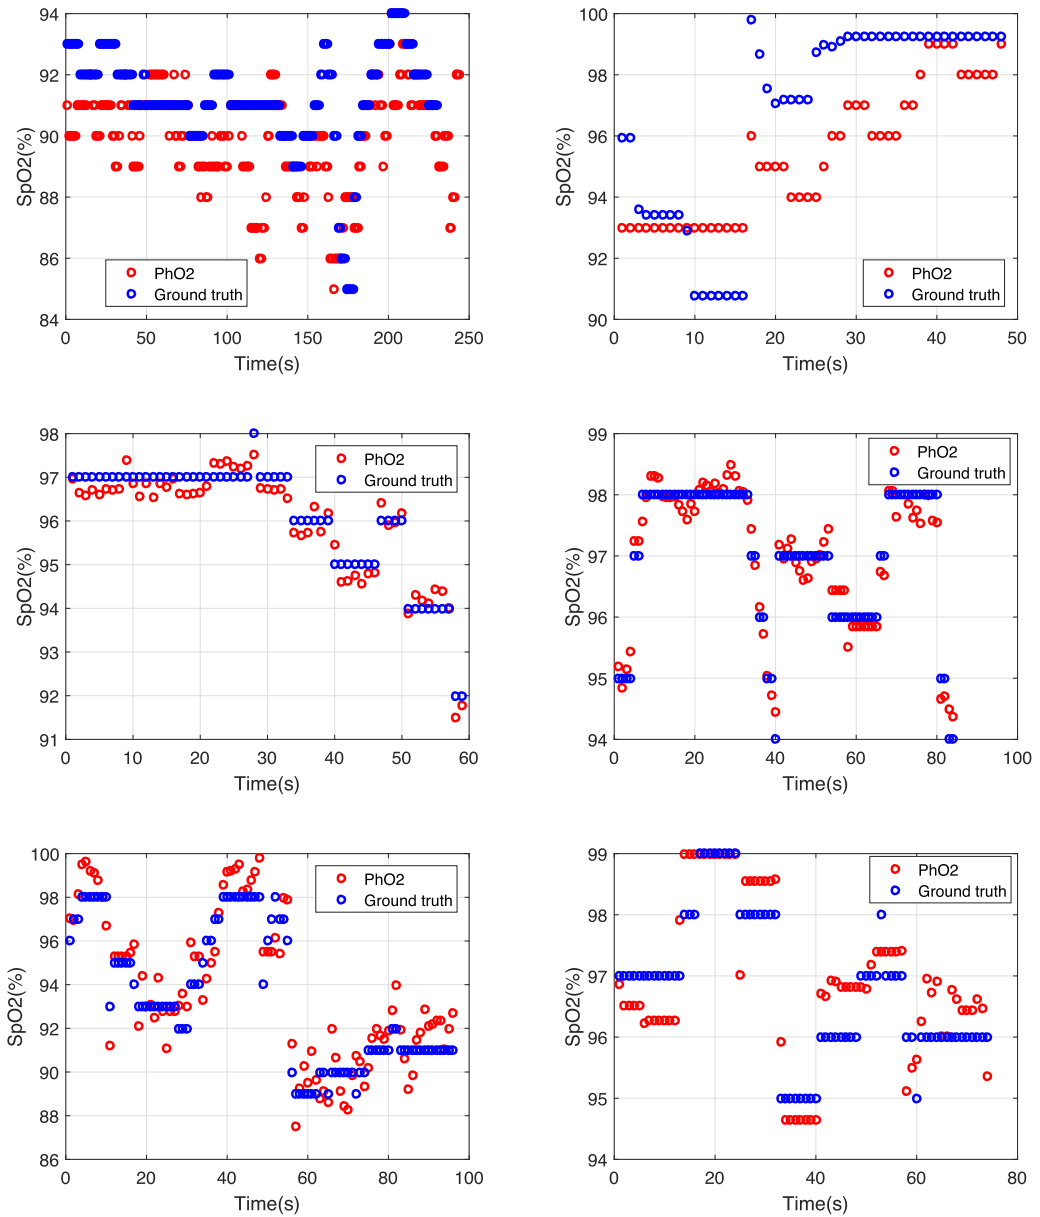 94
92
90
88
86
84
SpO2(%)
PhO2
Ground truth
0 50 100 150 200 250
Time(s)
100
98
96
94
92
90
SpO2(%)
PhO2
Ground truth
0 10 20 30 40 50
Time(s)
98
97
96
95
94
93
92
91
SpO2(%)
PhO2
Ground truth
0 10 20 30 40 50 60
Time(s)
99
98
97
96
95
94
SpO2(%)
PhO2
Ground truth
0 20 40 60 80 100
Time(s)
100
98
96
94
92
90
88
86
SpO2(%)
PhO2
Ground truth
0 20 40 60 80 100
Time(s)
99
98
97
96
95
94
SpO2(%)
PhO2
Ground truth
0 20 40 60 80
Time(s)